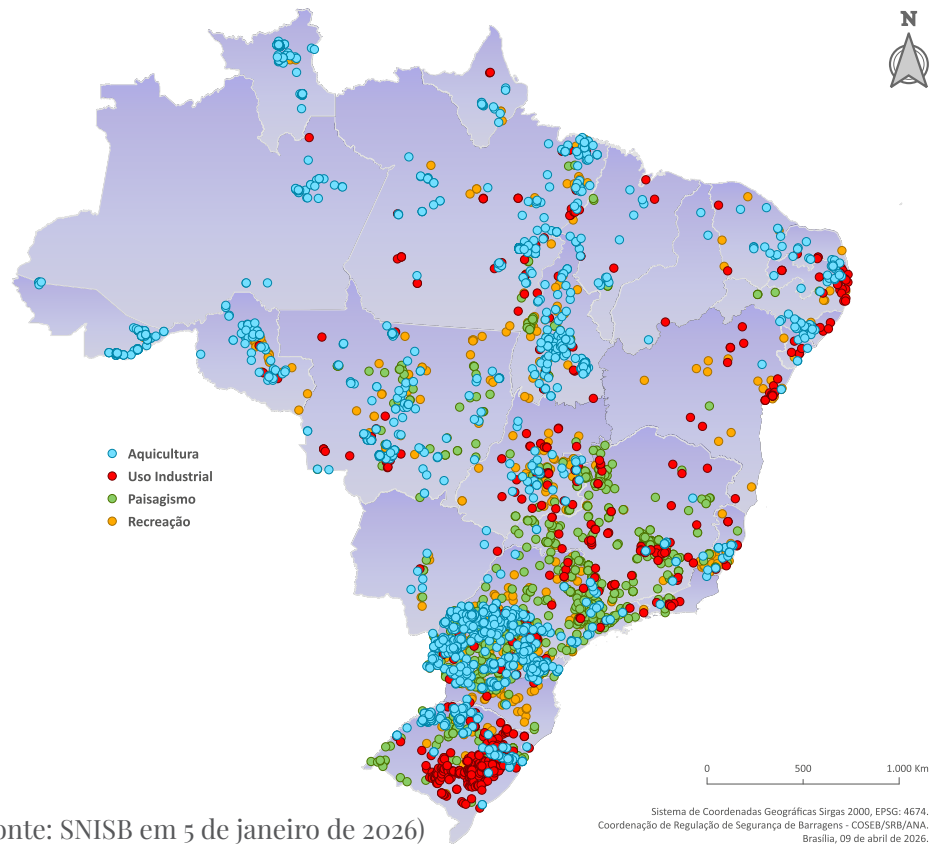 N
Aquicultura
Uso Industrial
Paisagismo
Recreação
0 500 1.000 Km
onte: SNISB em 5 de janeiro de 2026)
Sistema de Coordenadas Geográficas Sirgas 2000, EPSG: 4674.
Coordenação de Regulação de Segurança de Barragens - COSEB/SRB/ANA.
Brasília, 09 de abril de 2026.